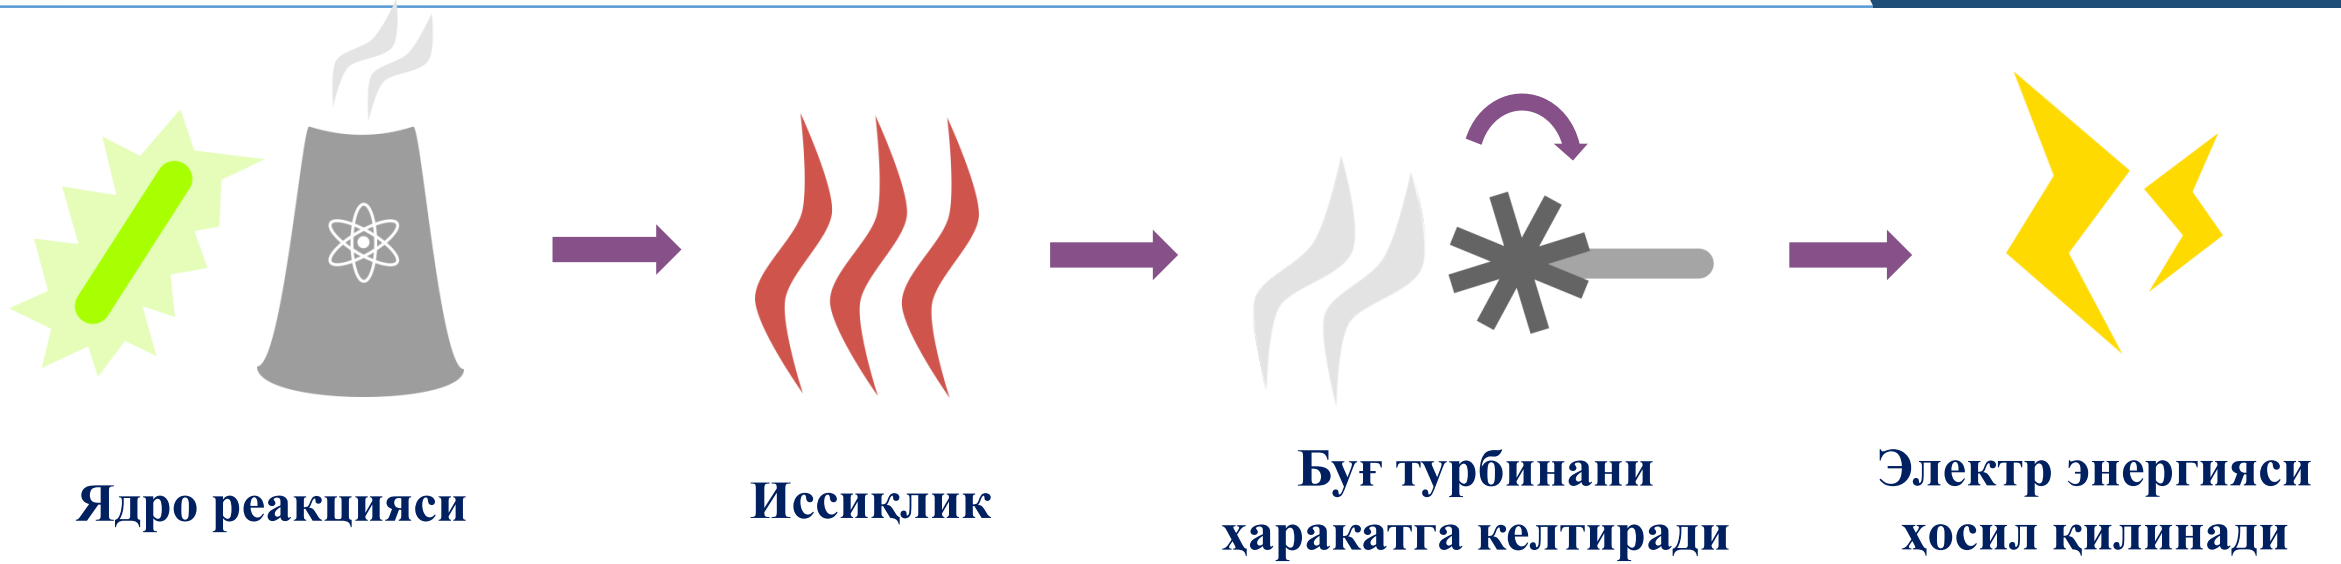 Ядро реакцияси
Иссиқлик
Буғ турбинани
ҳаракатга келтиради
Электр энергияси
ҳосил қилинади